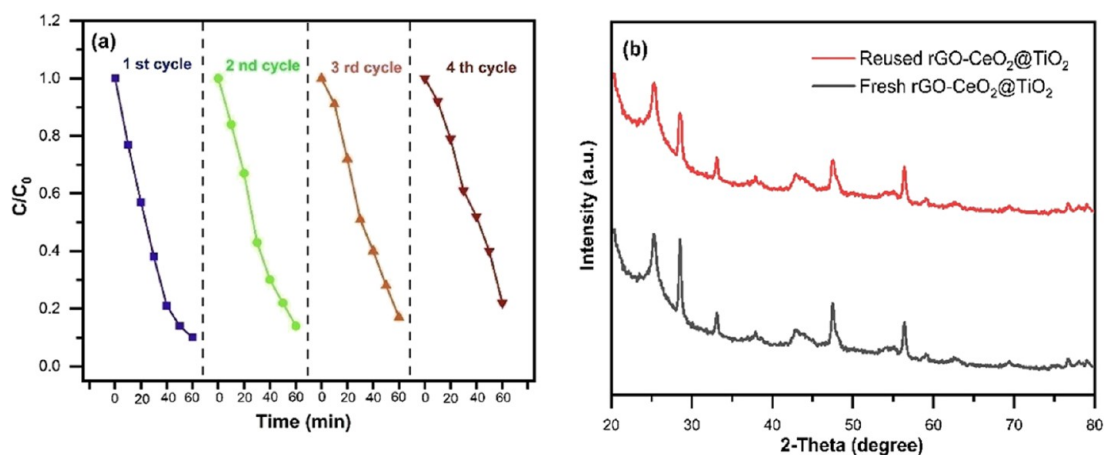 (a)
1 st cycle
2 nd cycle
3 rd cycle
4 th cycle
C/C₀
1.2
1.0
0.8
0.6
0.4
0.2
0.0
0 20 40 60 0 20 40 60 0 20 40 60 0 20 40 60
Time (min)
(b)
Reused rGO-CeO₂@TiO₂
Fresh rGO-CeO₂@TiO₂
Intensity (a.u.)
20 30 40 50 60 70 80
2-Theta (degree)